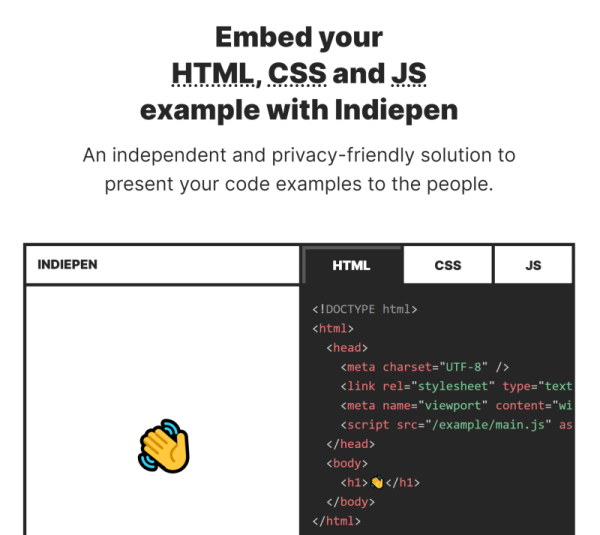 Embed your
HTML, CSS and JS
example with Indiepen
An independent and privacy-friendly solution to
present your code examples to the people.
INDIEPEN
HTML CSS JS
<!DOCTYPE html>
<html>
<head>
<meta charset="UTF-8" />
<link rel="stylesheet" type="text
<meta name="viewport" content="wi
<script src="/example/main.js" as
</head>
<body>
<h1>👋</h1>
</body>
</html>